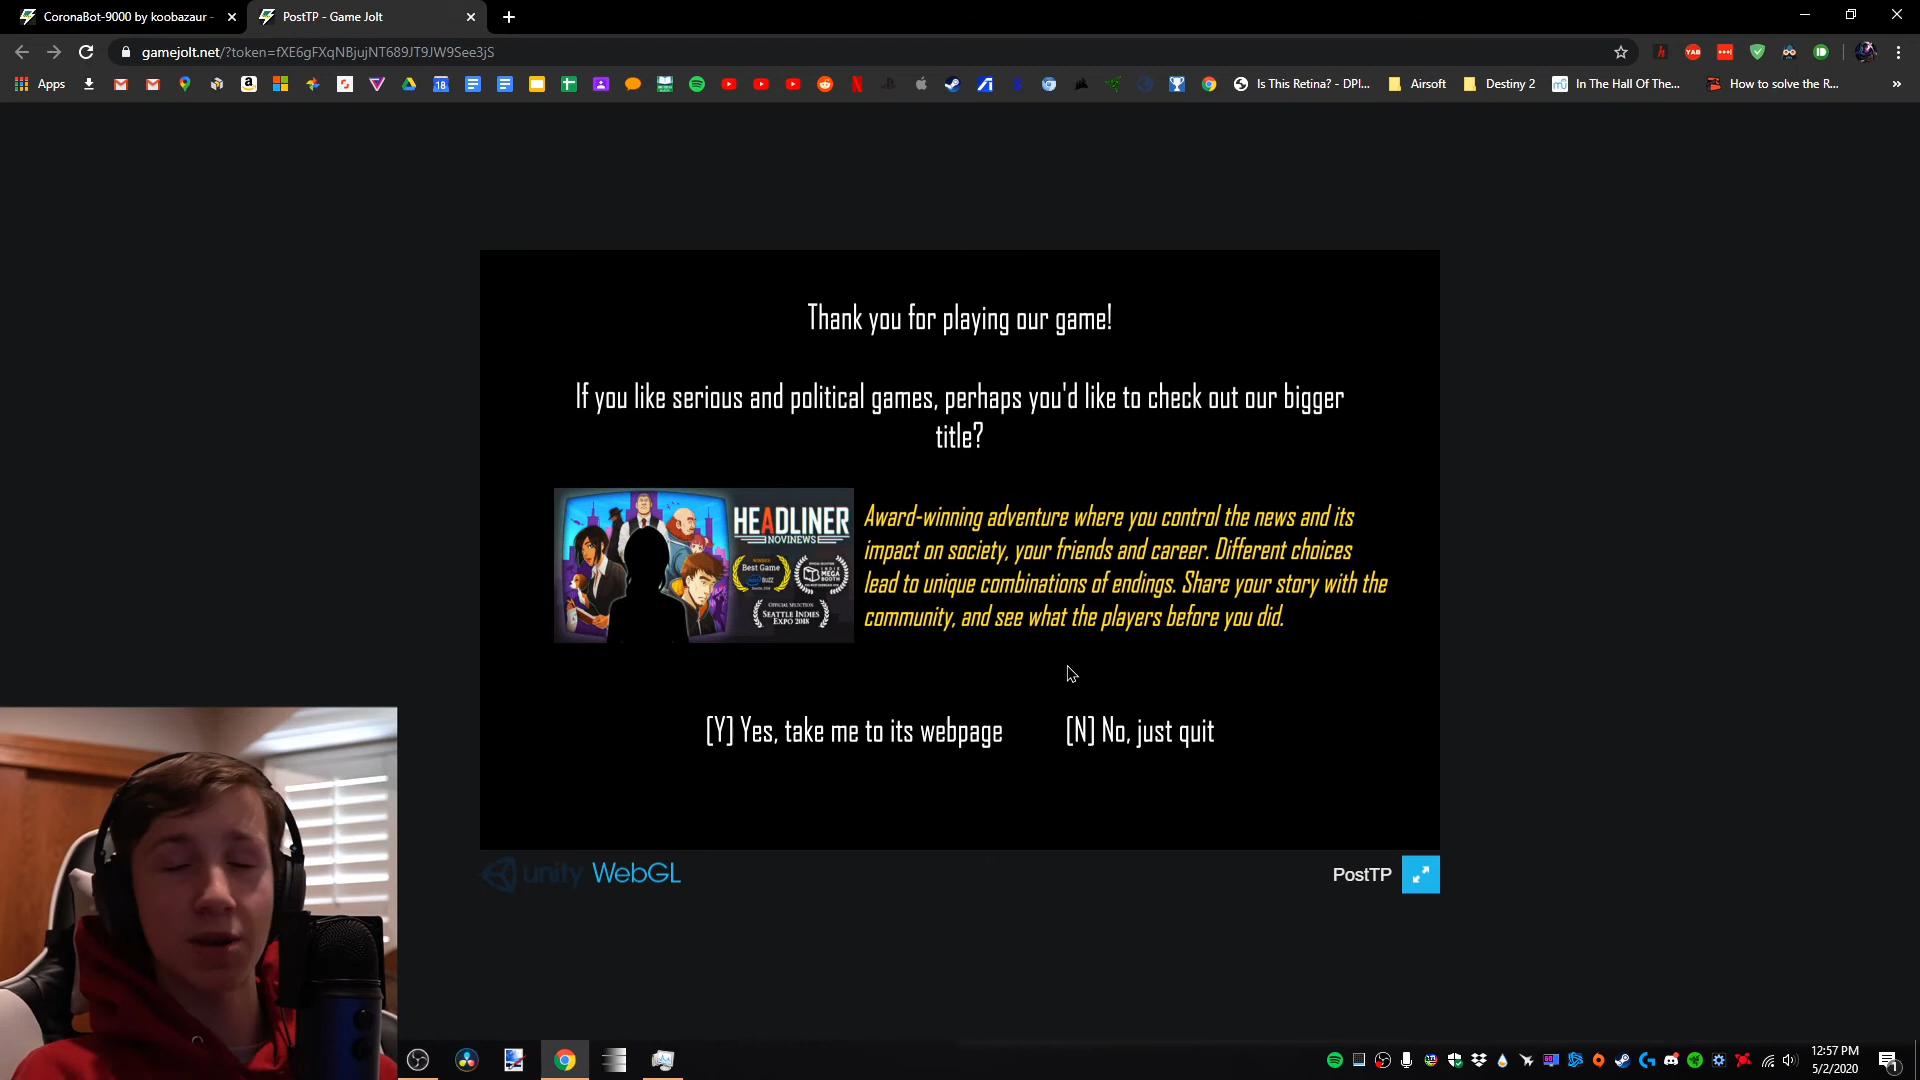 CoronaBot-9000 by koobazaur -
PostTP - Game Jolt
gamejolt.net/?token=fXE6gFXqNBjujNT689JT9JW9See3jS
Apps
Is This Retina? - DPI...
Airsoft
Destiny 2
In The Hall Of The...
How to solve the R...
Thank you for playing our game!
If you like serious and political games, perhaps you'd like to check out our bigger
title?
HEADLINER
NOVINEWS
Best Game
BUZZ
MEGA
BOOTH
OFFICIAL SELECTION
SEATTLE INDIES
EXPO 2018
Award-winning adventure where you control the news and its
impact on society, your friends and career. Different choices
lead to unique combinations of endings. Share your story with the
community, and see what the players before you did.
[Y] Yes, take me to its webpage
[N] No, just quit
unity WebGL
PostTP
12:57 PM
5/2/2020